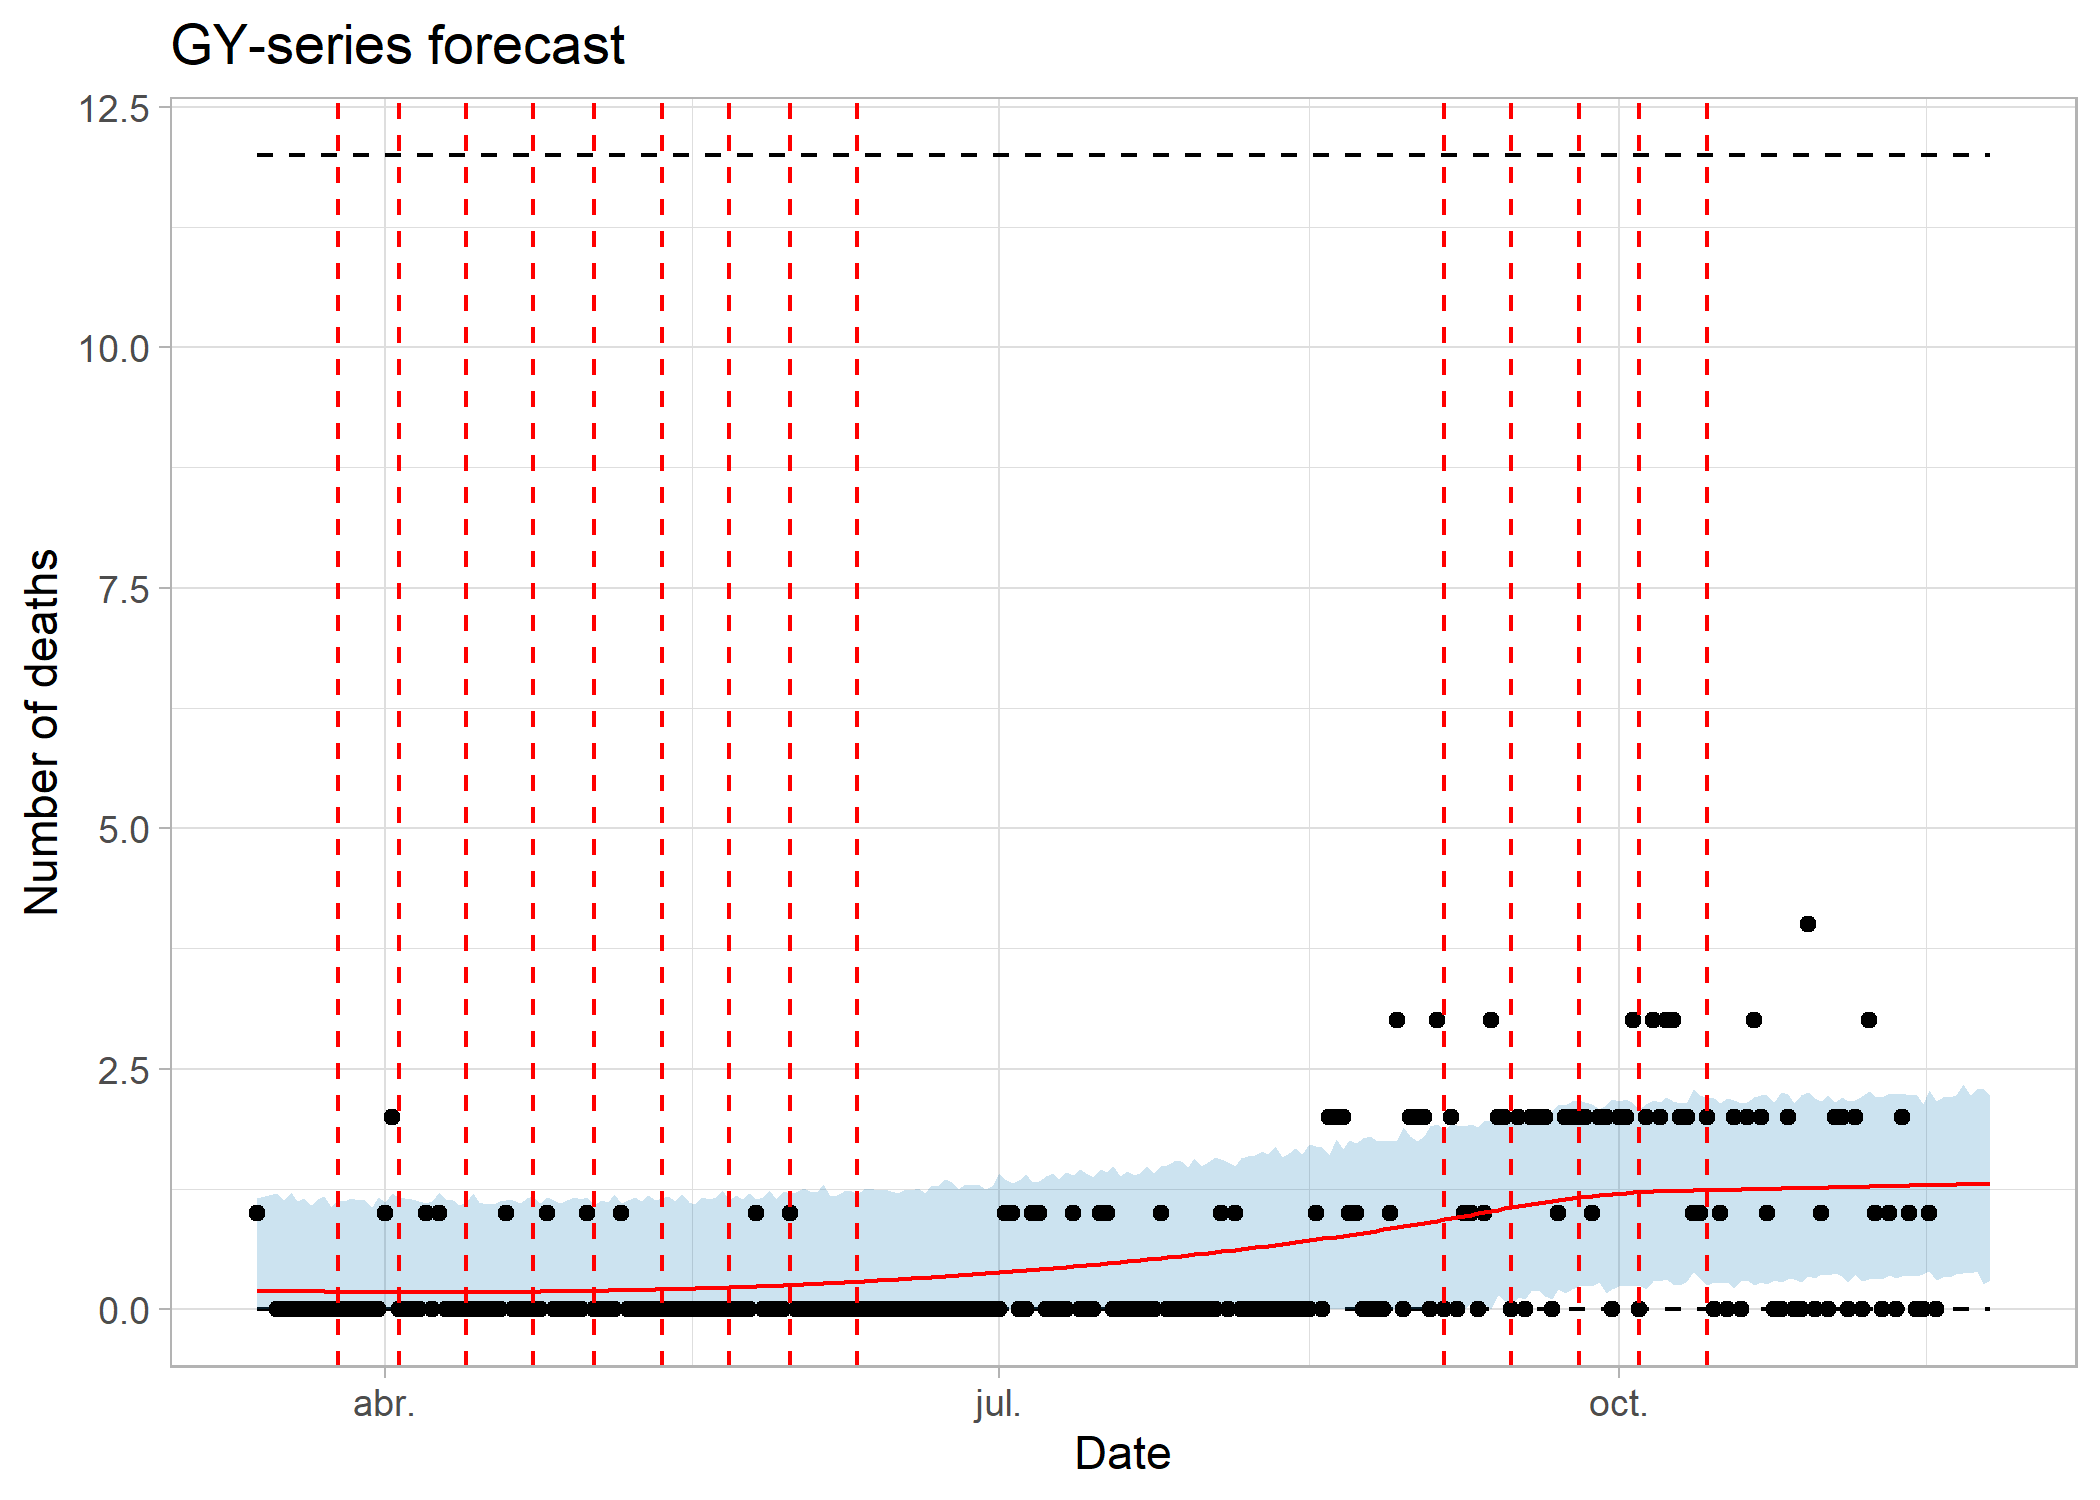 GY-series forecast
12.5
10.0
7.5
5.0
2.5
0.0
Number of deaths
abr.
jul.
oct.
Date